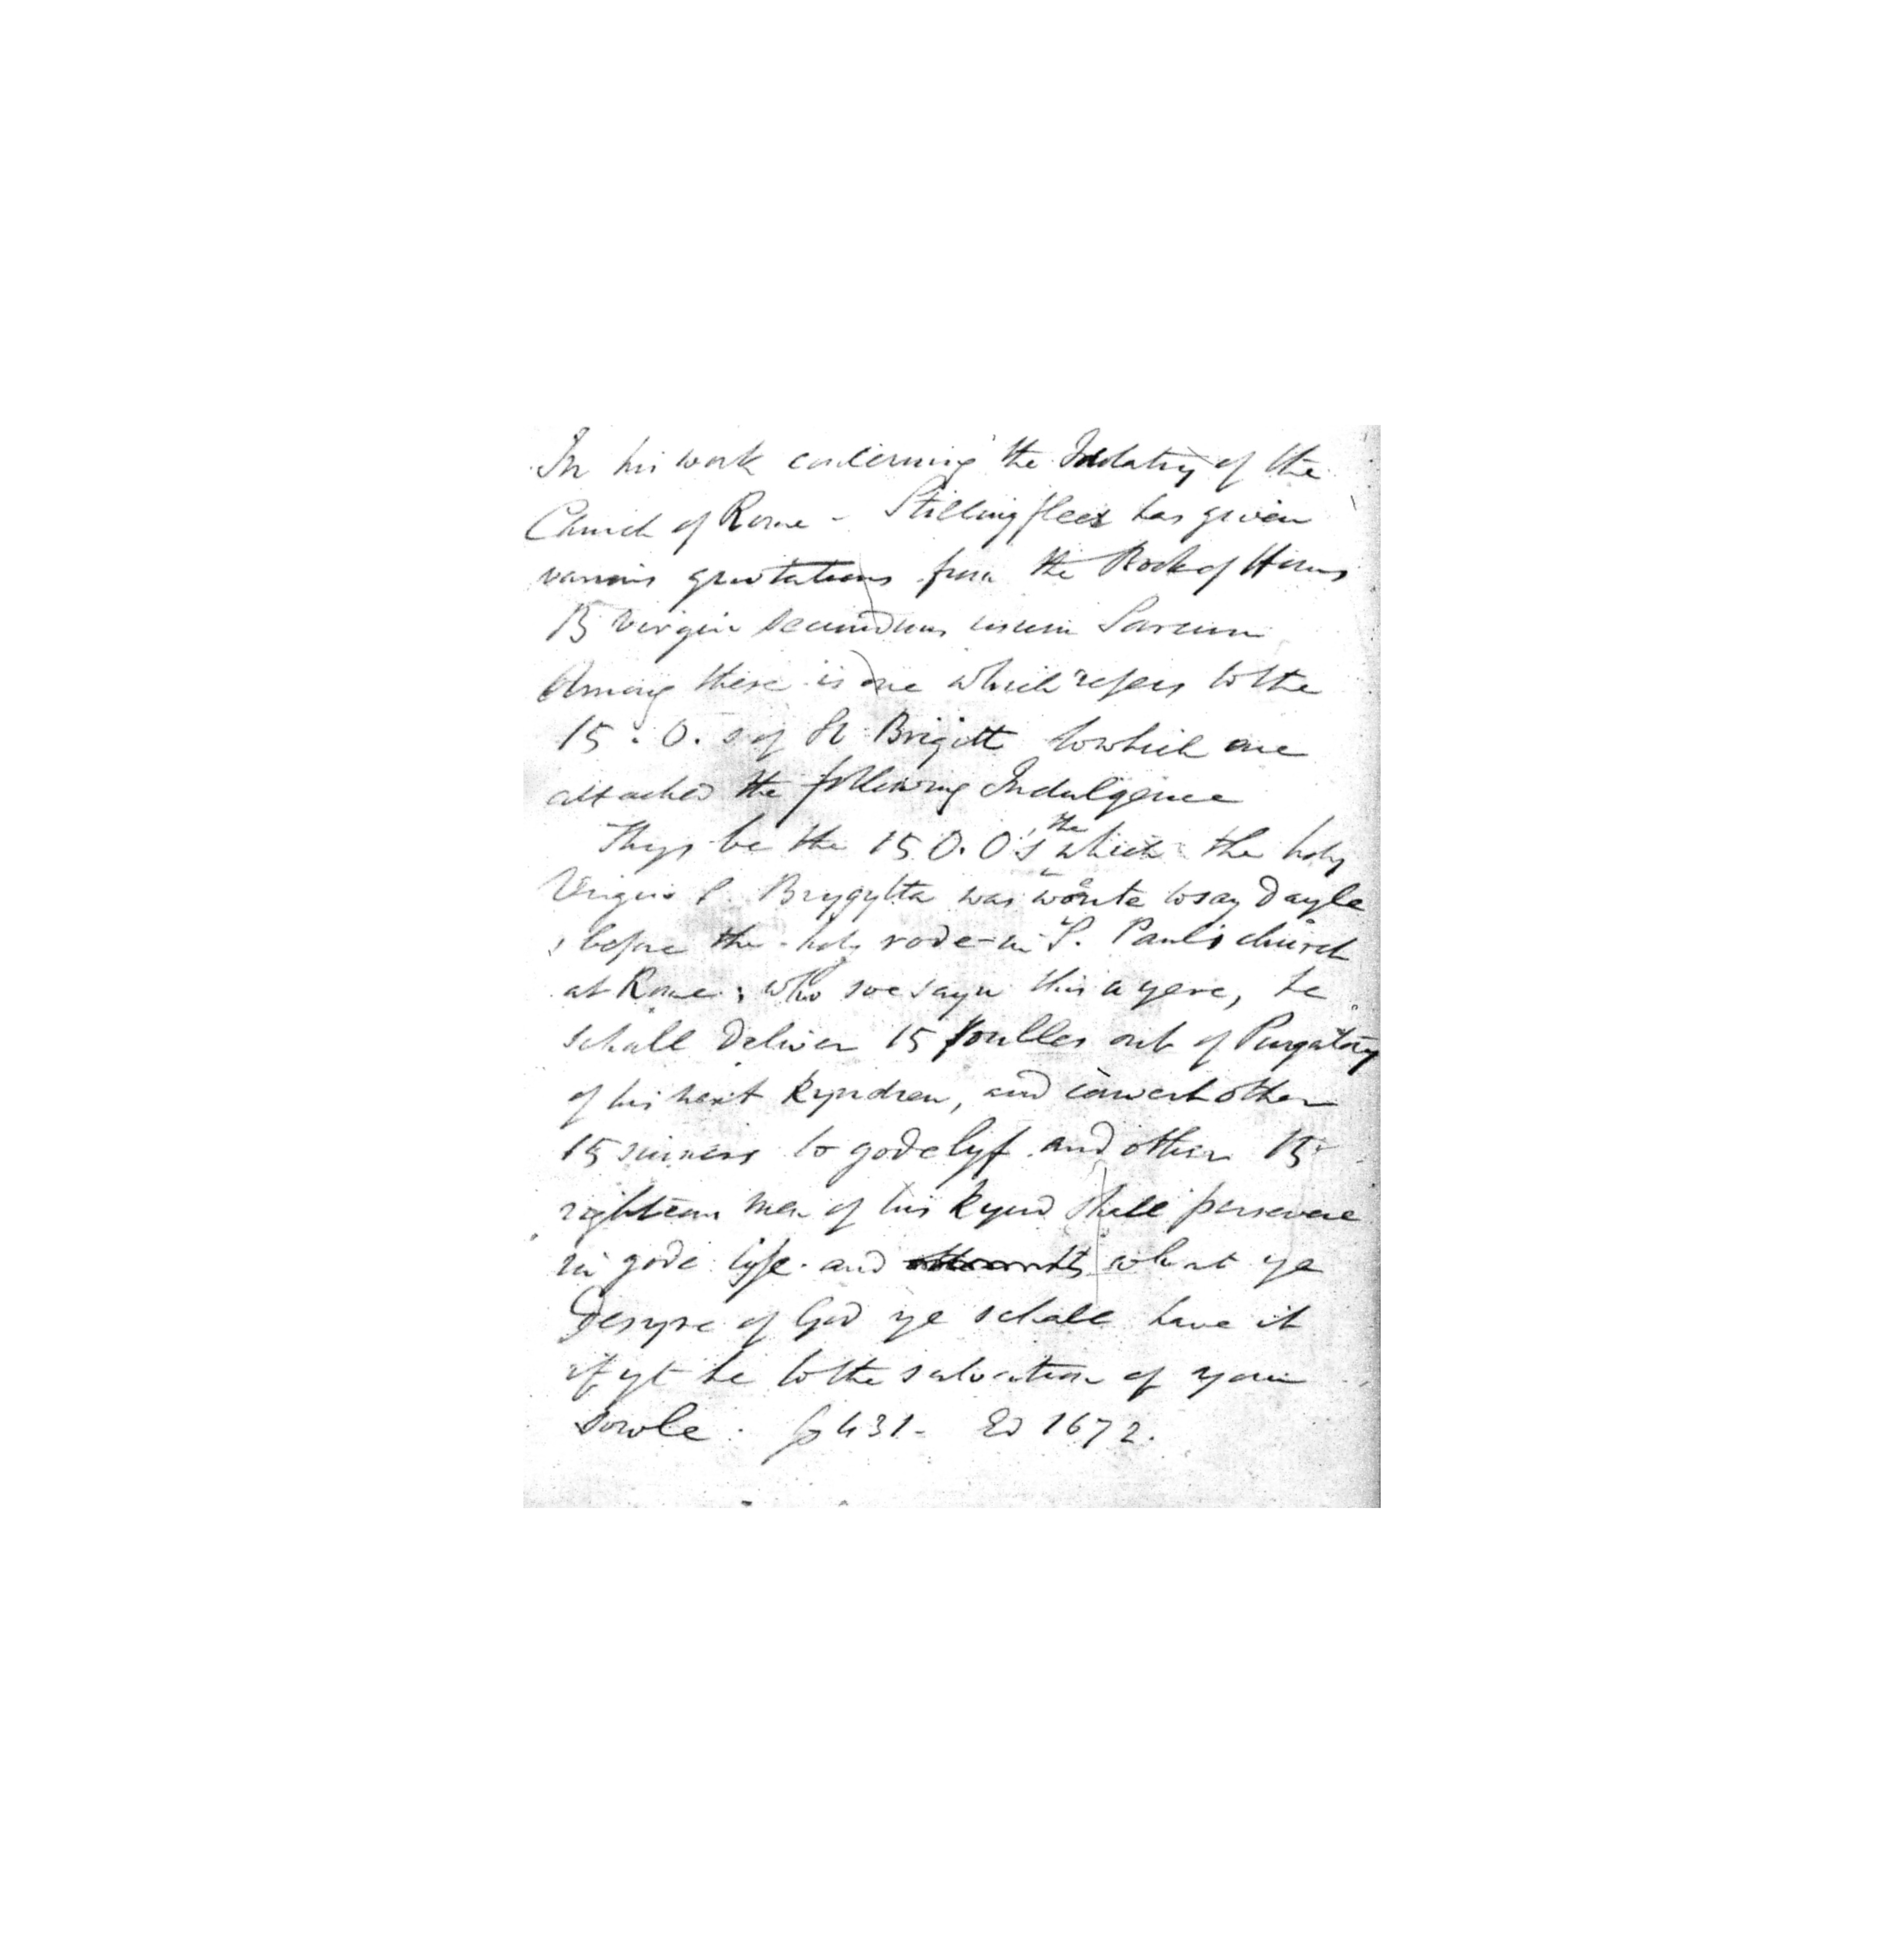 In his work concerning the Idolatry of the
Church of Rome - Stillingfleet has given
various quotations from the Book of Hours
B Virgin secundum usum Sarum
Among these is one which refers to the
15 . O. s of St Brigitt to which are
attached the following Indulgence
Thys be the 15 O. O's the which the holy
Virgin S. Brygytta was wonte to say dayle
before the holy rode in S. Paul's church
at Rome; who soe sayn this a yere, he
schall deliver 15 soulles out of Purgatory
of his next kyndren, and convert other
15 sinners to gode lyf and other 15
righteous men of his kynd shall persevere
in gode lyfe and what ye
desyre of God ye schall have it
if yt be to the salvation of your
sowle. p 431- Ed 1672.